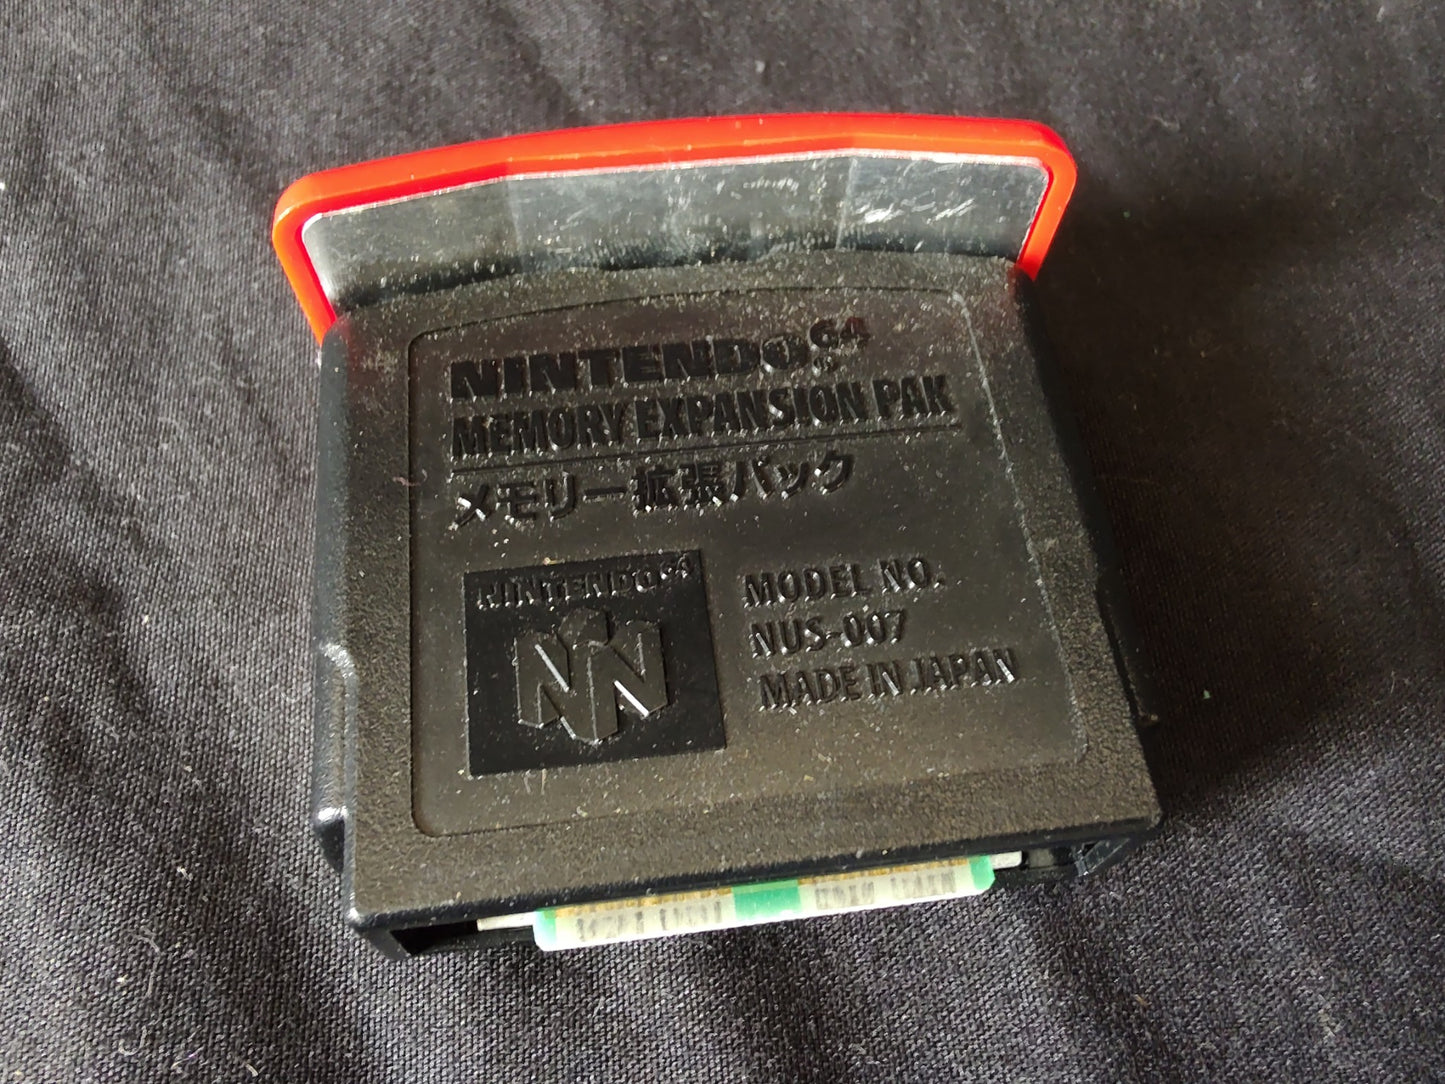 NINTENDO64
MEMORY EXPANSION PAK
メモリー拡張パック
NINTENDO64
MODEL NO.
NUS-007
MADE IN JAPAN